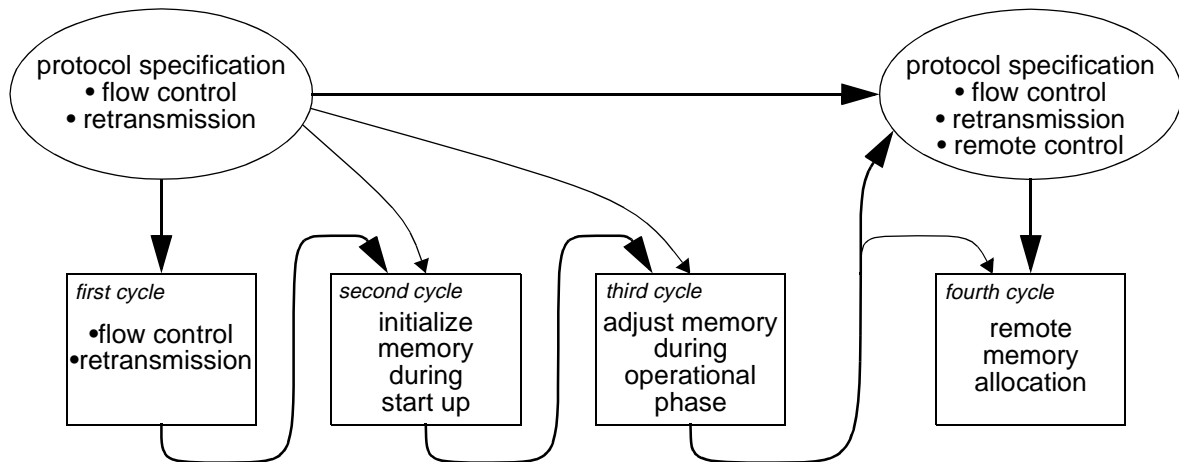 protocol specification
• flow control
• retransmission
protocol specification
• flow control
• retransmission
• remote control
first cycle
•flow control
•retransmission
second cycle
initialize
memory
during
start up
third cycle
adjust memory
during
operational
phase
fourth cycle
remote
memory
allocation